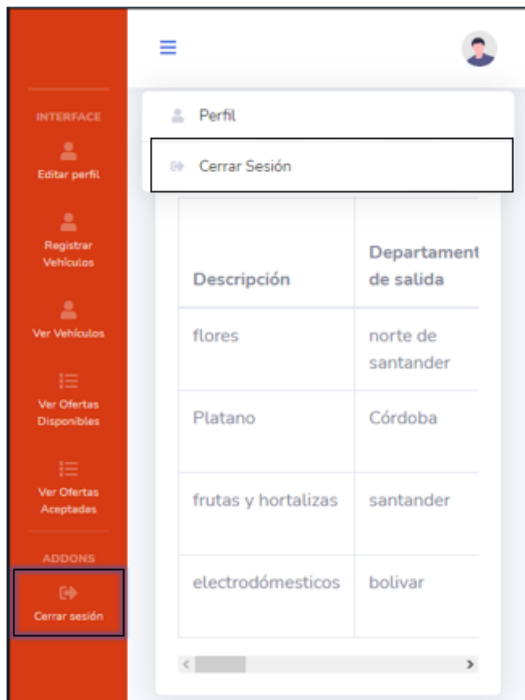 INTERFACE
Editar perfil
Registrar
Vehículos
Ver Vehículos
Ver Ofertas
Disponibles
Ver Ofertas
Aceptadas
ADDONS
Cerrar sesión
Perfil
Cerrar Sesión
Descripción
Department
de salida
flores
norte de
santander
Platano
Córdoba
frutas y hortalizas
santander
electrodómesticos
bolivar